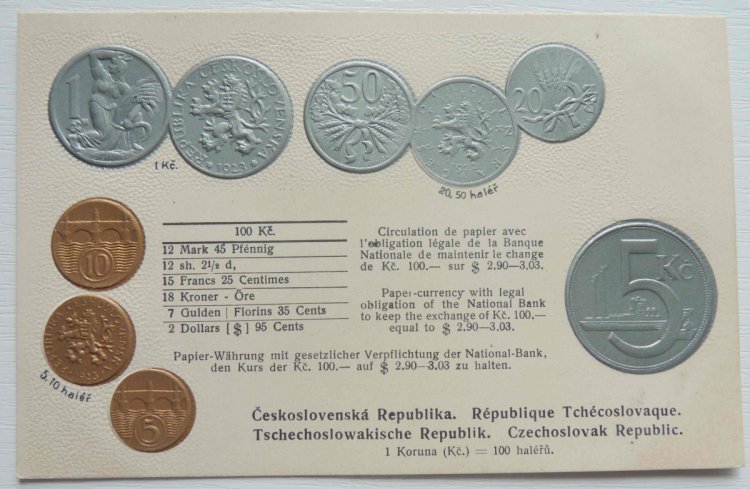 1
REPUBLIKA ČESKOSLOVENSKÁ
1923
1 Kč.
50
20
20, 50 haléř
10
5, 10 haléř
1923
5
5 Kč
100 Kč.
12 Mark 45 Pfénnig
12 sh. 2½ d,
15 Francs 25 Centimes
18 Kroner - Öre
7 Gulden | Florins 35 Cents
2 Dollars [$] 95 Cents
Circulation de papier avec
l'obligation légale de la Banque
Nationale de maintenir le change
de Kč. 100.— sur $ 2.90—3.03.
Paper-currency with legal
obligation of the National Bank
to keep the exchange of Kč. 100.—
equal to $ 2.90—3.03.
Papier-Währung mit gesetzlicher Verpflichtung der National-Bank,
den Kurs der Kč. 100.— auf $ 2.90—3.03 zu halten.
Československá Republika. République Tchécoslovaque.
Tschechoslowakische Republik. Czechoslovak Republic.
1 Koruna (Kč.) = 100 haléřů.